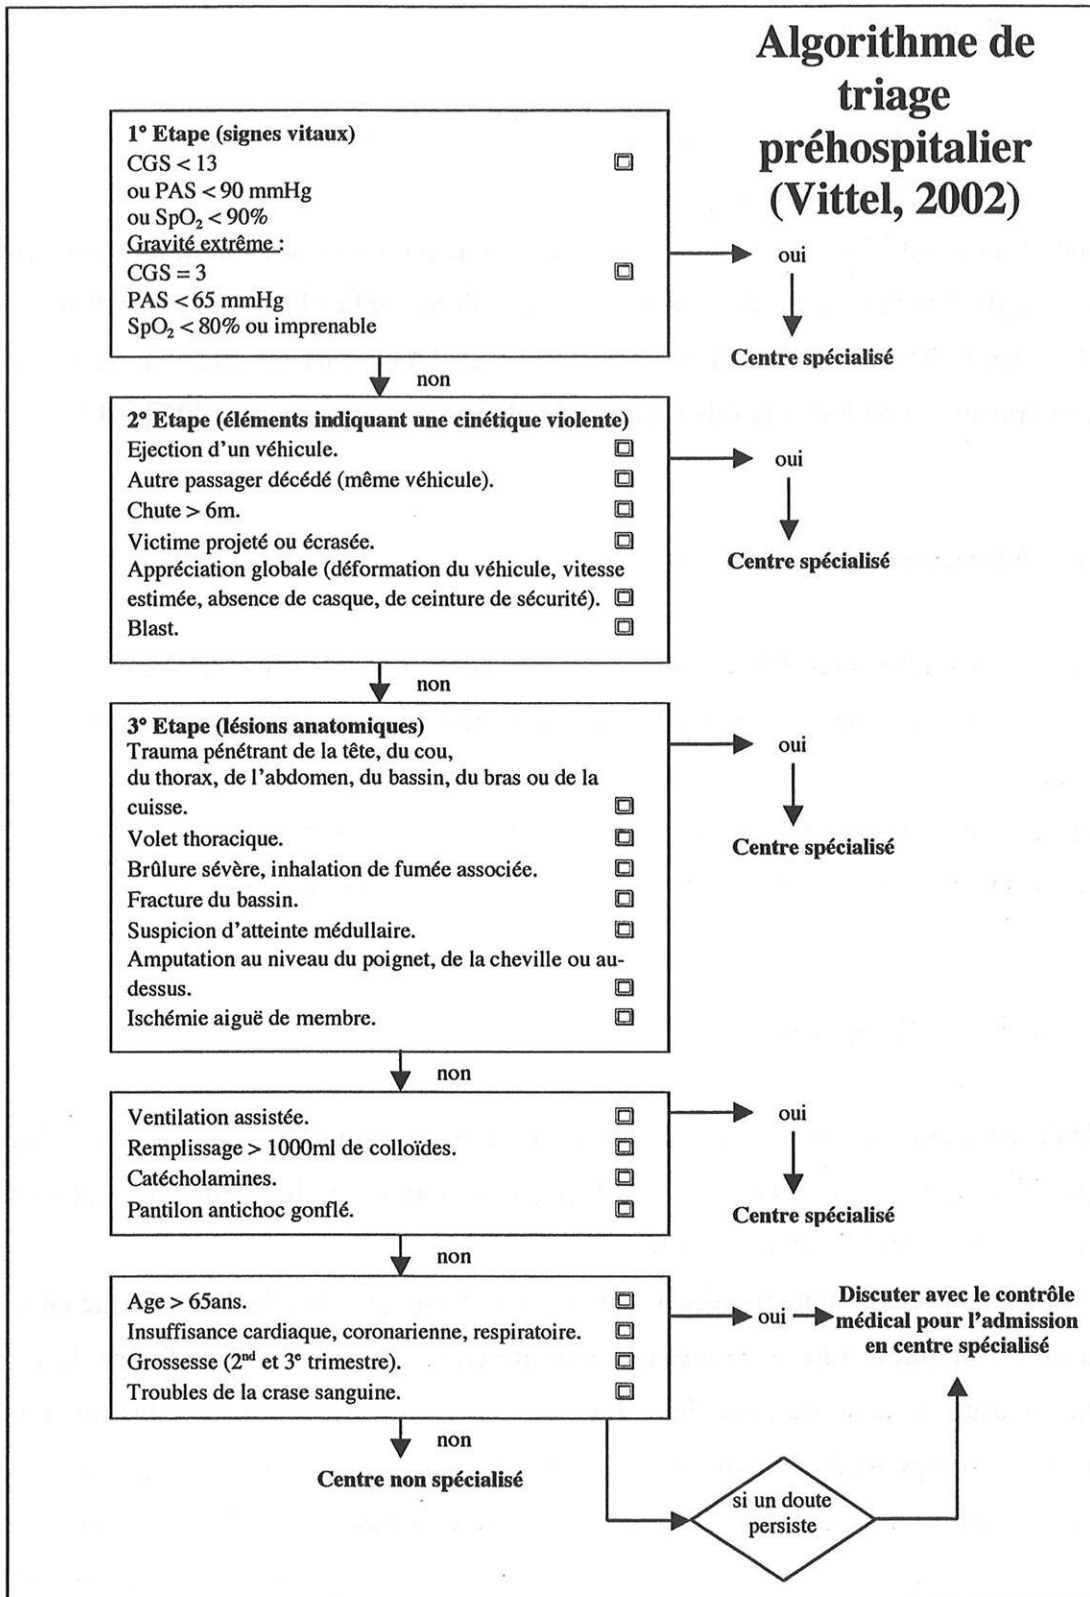 Algorithme de
triage
préhospitalier
(Vittel, 2002)
1° Etape (signes vitaux)
CGS < 13
ou PAS < 90 mmHg
ou SpO₂ < 90%
Gravité extrême :
CGS = 3
PAS < 65 mmHg
SpO₂ < 80% ou imprenable
oui
Centre spécialisé
non
2° Etape (éléments indiquant une cinétique violente)
Ejection d'un véhicule.
Autre passager décédé (même véhicule).
Chute > 6m.
Victime projeté ou écrasée.
Appréciation globale (déformation du véhicule, vitesse
estimée, absence de casque, de ceinture de sécurité).
Blast.
oui
Centre spécialisé
non
3° Etape (lésions anatomiques)
Trauma pénétrant de la tête, du cou,
du thorax, de l'abdomen, du bassin, du bras ou de la
cuisse.
Volet thoracique.
Brûlure sévère, inhalation de fumée associée.
Fracture du bassin.
Suspicion d'atteinte médullaire.
Amputation au niveau du poignet, de la cheville ou au-
dessus.
Ischémie aiguë de membre.
oui
Centre spécialisé
non
Ventilation assistée.
Remplissage > 1000ml de colloïdes.
Catécholamines.
Pantilon antichoc gonflé.
oui
Centre spécialisé
non
Age > 65ans.
Insuffisance cardiaque, coronarienne, respiratoire.
Grossesse (2nd et 3e trimestre).
Troubles de la crase sanguine.
oui
Discuter avec le contrôle
médical pour l'admission
en centre spécialisé
non
Centre non spécialisé
si un doute
persiste